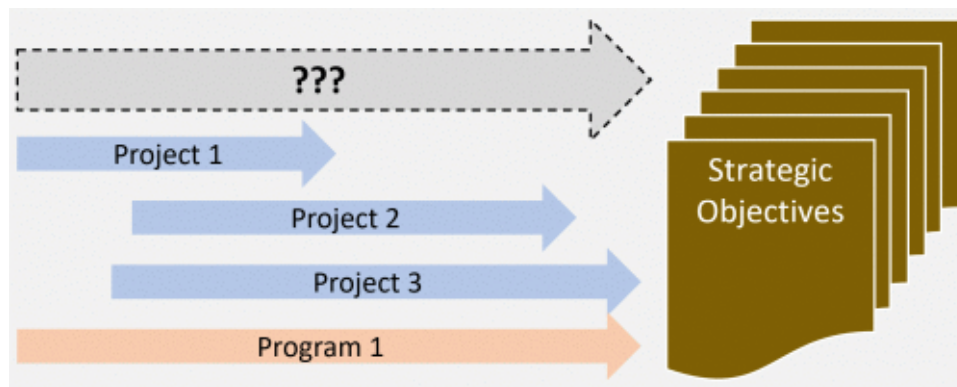 ???
Project 1
Project 2
Project 3
Program 1
Strategic
Objectives